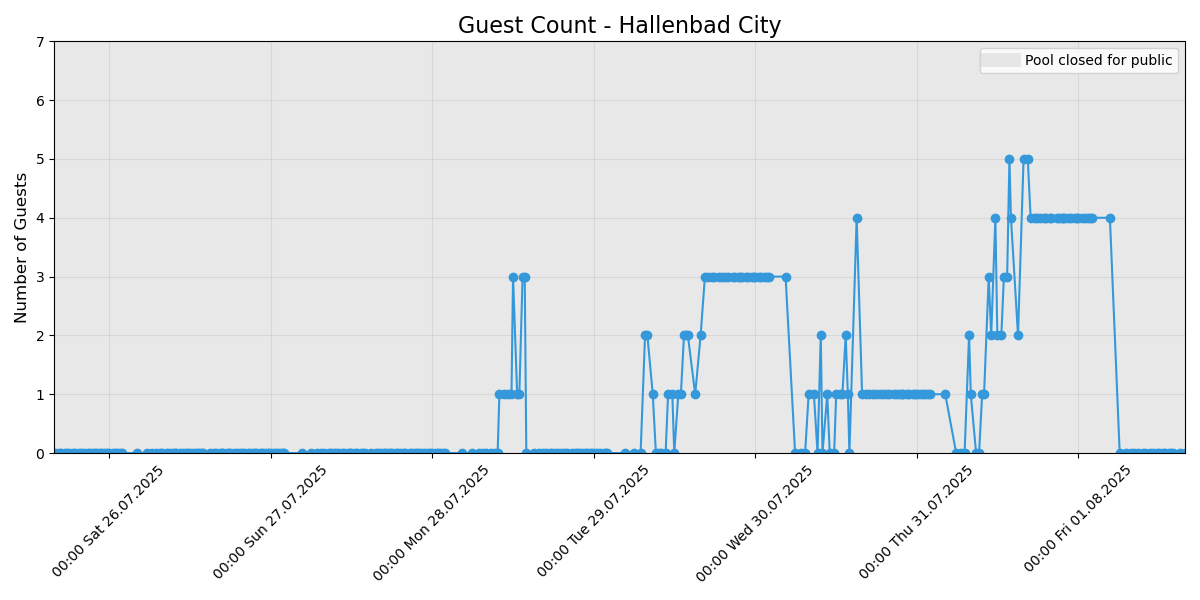 Guest Count - Hallenbad City
Pool closed for public
Number of Guests
7
6
5
4
3
2
1
0
00:00 Sat 26.07.2025
00:00 Sun 27.07.2025
00:00 Mon 28.07.2025
00:00 Tue 29.07.2025
00:00 Wed 30.07.2025
00:00 Thu 31.07.2025
00:00 Fri 01.08.2025